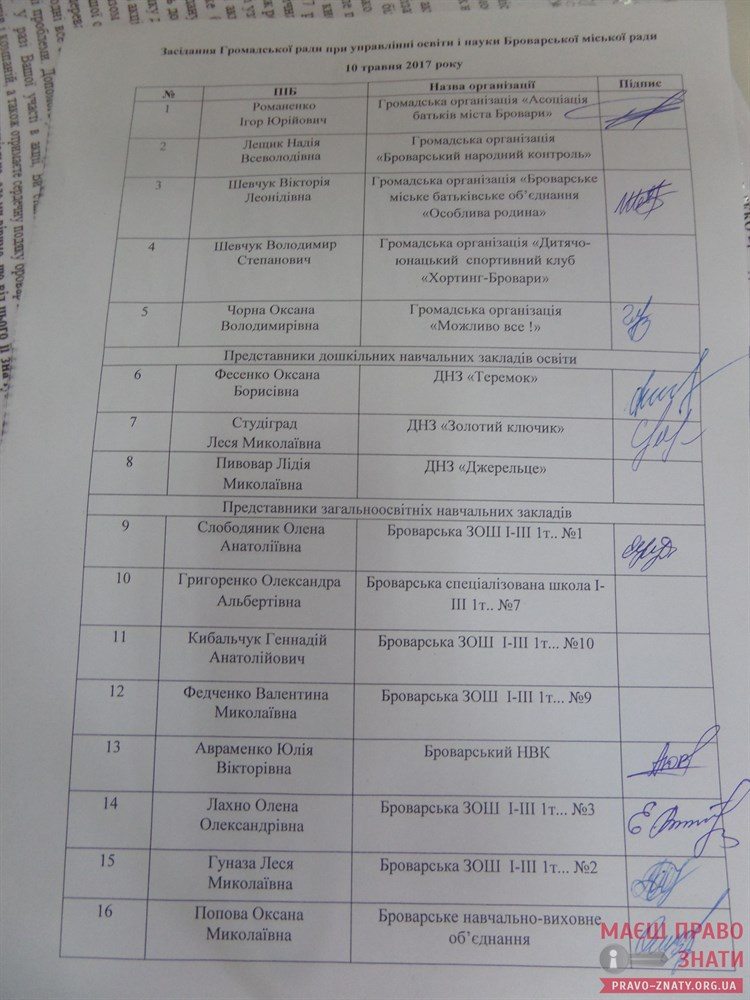 Засідання Громадської ради при управлінні освіти і науки Броварської міської ради
10 травня 2017 року
№ ПІБ Назва організації Підпис
1 Романенко Громадська організація «Асоціація
Ігор Юрійович батьків міста Бровари»
2 Лещик Надія Громадська організація
Всеволодівна «Броварський народний контроль»
3 Шевчук Вікторія Громадська організація «Броварське
Леонідівна міське батьківське об’єднання
«Особлива родина»
4 Шевчук Володимир Громадська організація «Дитячо-
Степанович юнацький спортивний клуб
«Хортинг-Бровари»
5 Чорна Оксана Громадська організація
Володимирівна «Можливо все !»
Представники дошкільних навчальних закладів освіти
6 Фесенко Оксана ДНЗ «Теремок»
Борисівна
7 Студіград ДНЗ «Золотий ключик»
Леся Миколаївна
8 Пивовар Лідія ДНЗ «Джерельце»
Миколаївна
Представники загальноосвітніх навчальних закладів
9 Слободяник Олена Броварська ЗОШ І-ІІІ 1т.. №1
Анатоліївна
10 Григоренко Олександра Броварська спеціалізована школа І-
Альбертівна ІІІ 1т.. №7
11 Кибальчук Геннадій Броварська ЗОШ І-ІІІ 1т... №10
Анатолійович
12 Федченко Валентина Броварська ЗОШ І-ІІІ 1т... №9
Миколаївна
13 Авраменко Юлія Броварський НВК
Вікторівна
14 Лахно Олена Броварська ЗОШ І-ІІІ 1т... №3
Олександрівна
15 Гуназа Леся Броварська ЗОШ І-ІІІ 1т... №2
Миколаївна
16 Попова Оксана Броварське навчально-виховне
Миколаївна об’єднання
МАЄШ ПРАВО
ЗНАТИ
PRAVO-ZNATY.ORG.UA